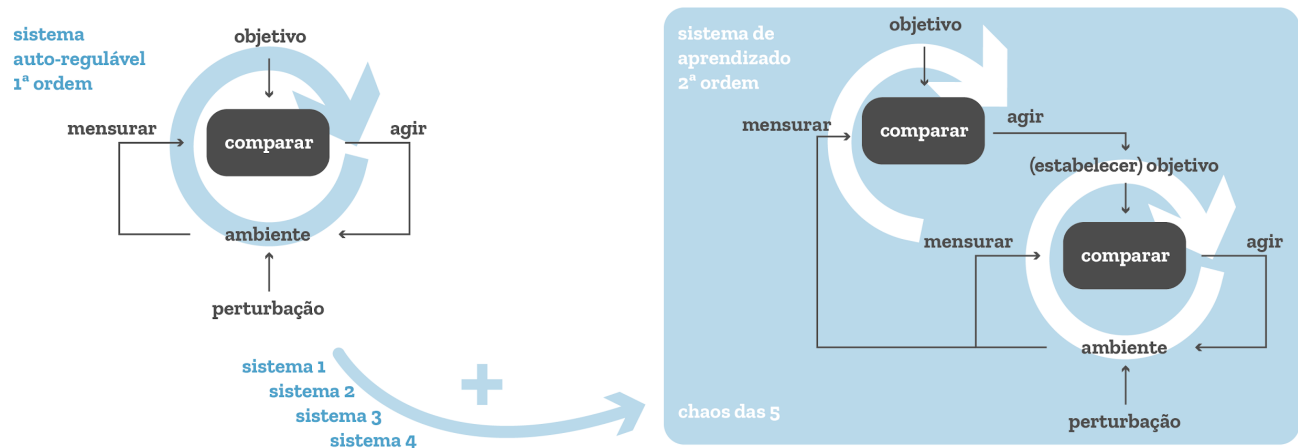 sistema
auto-regulável
1ª ordem
objetivo
mensurar
comparar
agir
ambiente
perturbação
sistema 1
sistema 2
sistema 3
sistema 4
+
sistema de
aprendizado
2ª ordem
objetivo
mensurar
comparar
agir
(estabelecer) objetivo
mensurar
comparar
agir
ambiente
perturbação
chaos das 5